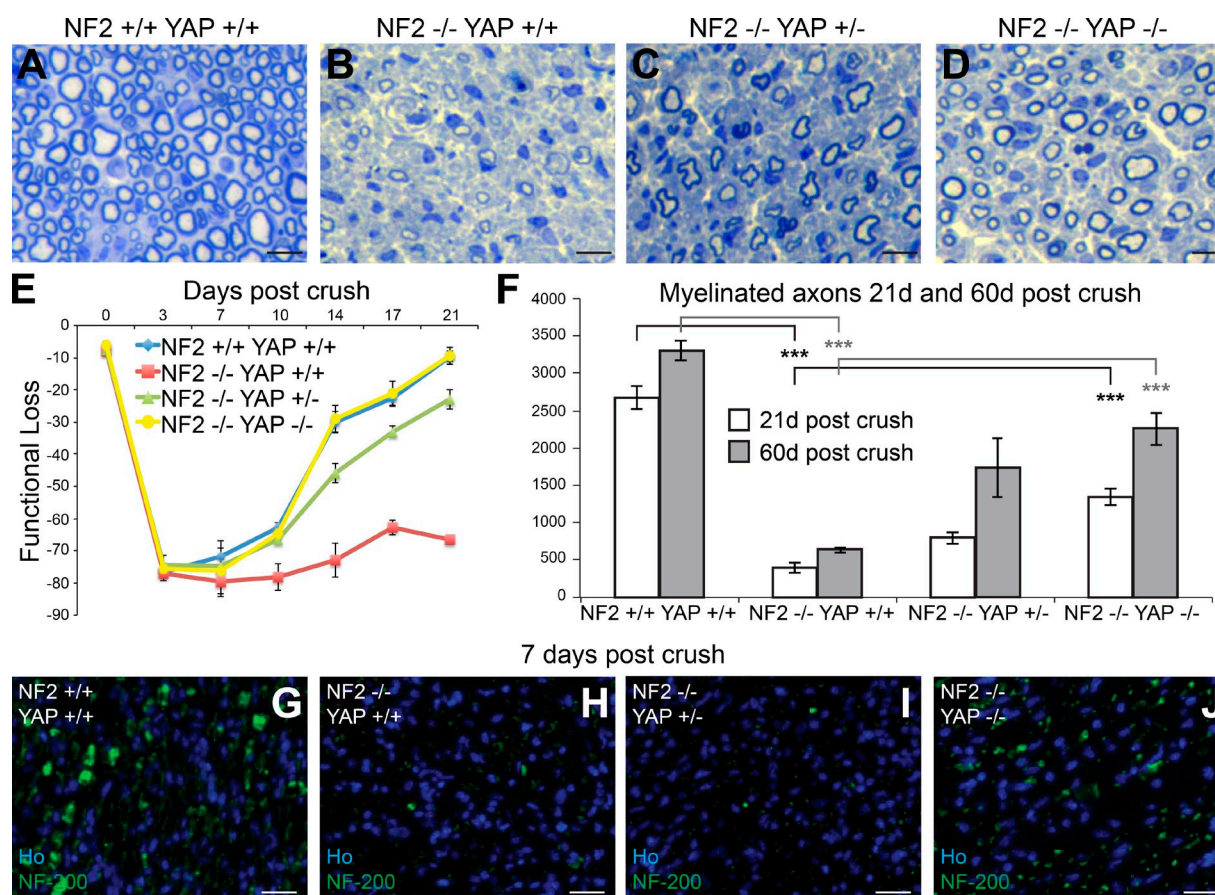 NF2 +/+ YAP +/+
NF2 -/- YAP +/+
NF2 -/- YAP +/-
NF2 -/- YAP -/-
A
B
C
D
E
Days post crush
0 3 7 10 14 17 21
0
-10
-20
-30
-40
-50
-60
-70
-80
-90
Functional Loss
NF2 +/+ YAP +/+
NF2 -/- YAP +/+
NF2 -/- YAP +/-
NF2 -/- YAP -/-
F
Myelinated axons 21d and 60d post crush
4000
3500
3000
2500
2000
1500
1000
500
0
*** ***
*** ***
21d post crush
60d post crush
NF2 +/+ YAP +/+
NF2 -/- YAP +/+
NF2 -/- YAP +/-
NF2 -/- YAP -/-
7 days post crush
NF2 +/+
YAP +/+
G
Ho
NF-200
NF2 -/-
YAP +/+
H
Ho
NF-200
NF2 -/-
YAP +/-
I
Ho
NF-200
NF2 -/-
YAP -/-
J
Ho
NF-200